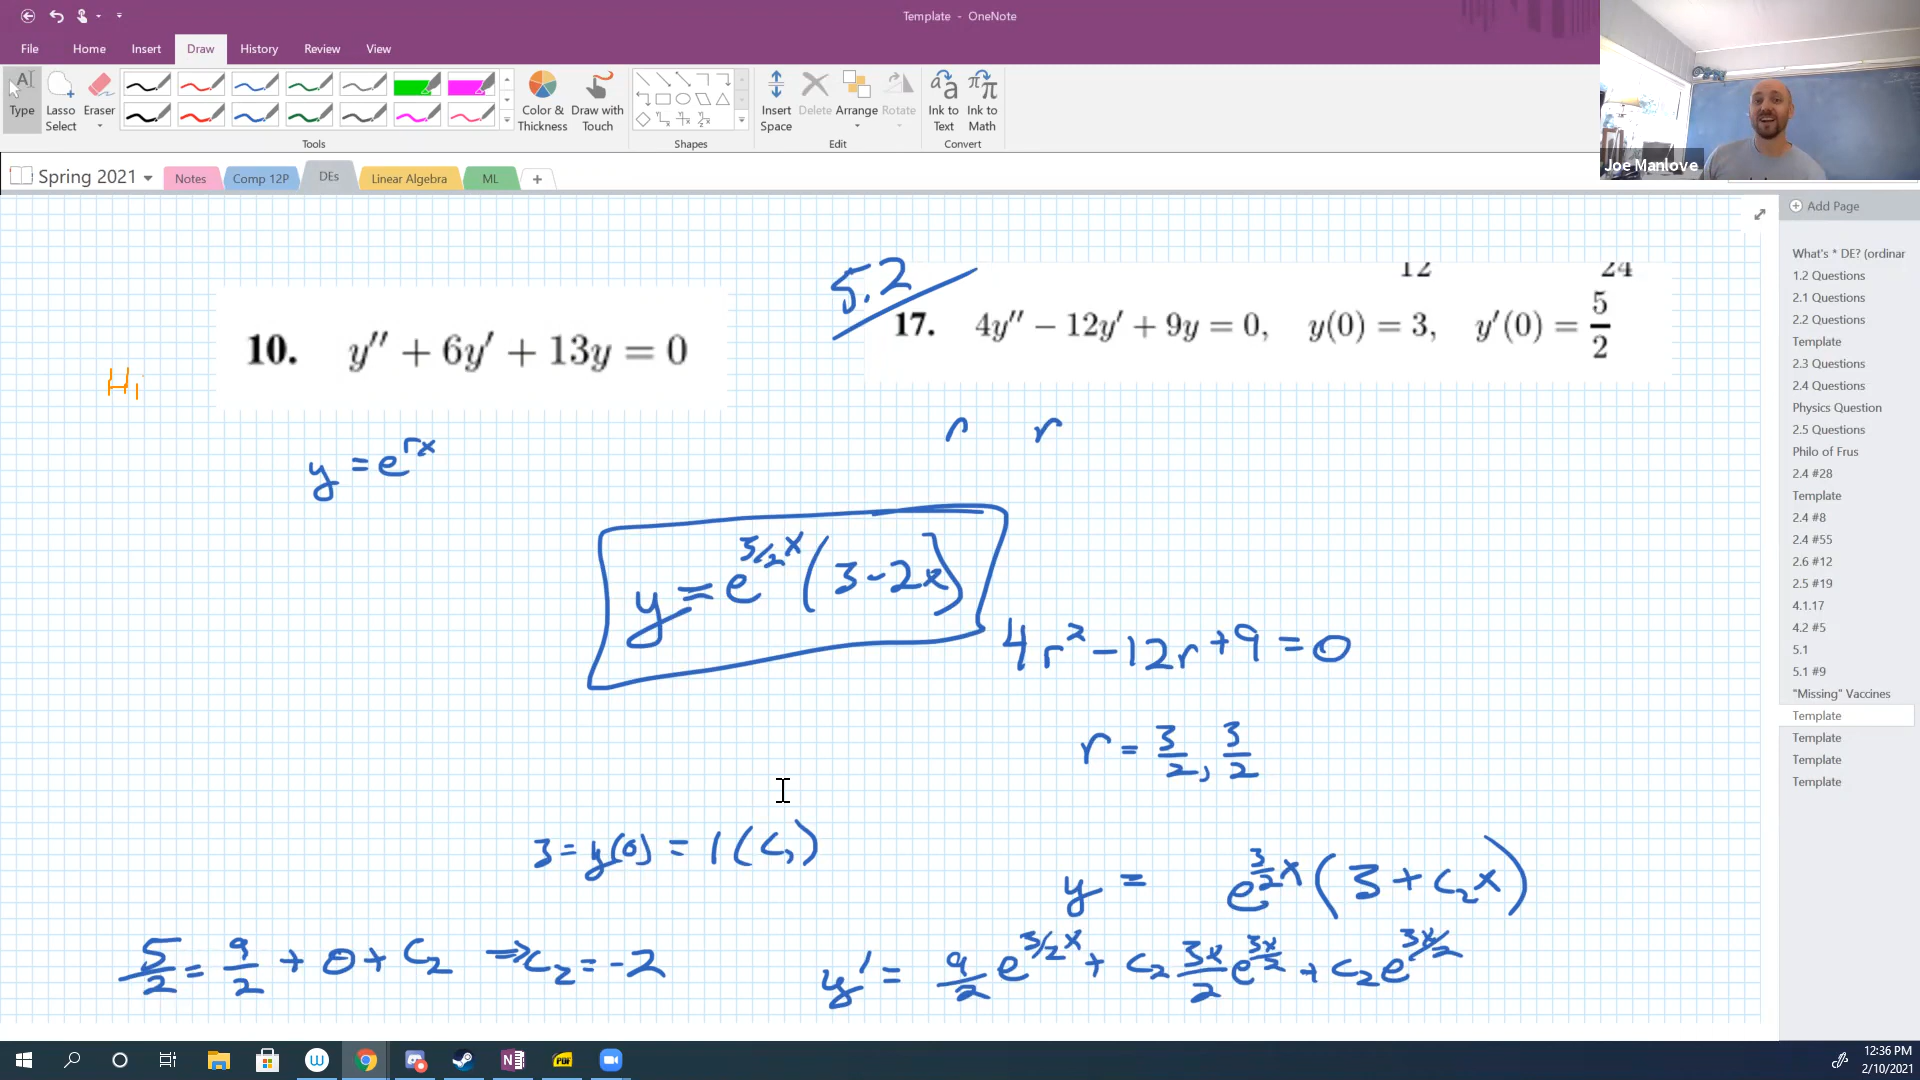 Template - OneNote
File Home Insert Draw History Review View
Type
Lasso Select
Eraser
Color & Thickness
Draw with Touch
Insert Space
Delete
Arrange
Rotate
Ink to Text
Ink to Math
Tools Shapes Edit Convert
Joe Manlove
Spring 2021
Notes Comp 12P DEs Linear Algebra ML +
Add Page
What's * DE? (ordinar
1.2 Questions
2.1 Questions
2.2 Questions
Template
2.3 Questions
2.4 Questions
Physics Question
2.5 Questions
Philo of Frus
2.4 #28
Template
2.4 #8
2.4 #55
2.6 #12
2.5 #19
4.1.17
4.2 #5
5.1
5.1 #9
"Missing" Vaccines
Template
Template
Template
Template
5.2
12 24
10. y'' + 6y' + 13y = 0
17. 4y'' − 12y' + 9y = 0, y(0) = 3, y'(0) = 5/2
Hi
r r
y = e^{rx}
y = e^{3/2 x}(3-2x)
4r² - 12r + 9 = 0
r = 3/2, 3/2
3 = y(0) = 1(C₁)
y = e^{3/2 x}(3 + C₂x)
5/2 = 9/2 + 0 + C₂ ⇒ C₂ = -2
y' = 9/2 e^{3/2 x} + C₂ 3x/2 e^{3x/2} + C₂ e^{3x/2}
12:36 PM
2/10/2021